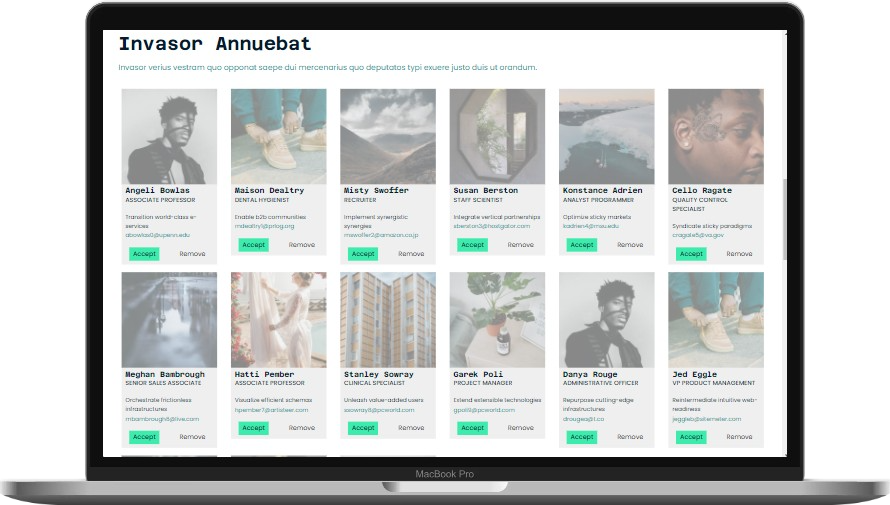 Invasor Annuebat
Invasor verius vestram quo opponat saepe dui mercenarius quo deputatos typi exuere justo duis ut orandum.
Angeli Bowlas
ASSOCIATE PROFESSOR
Transition world-class e-
services
abowlas0@upenn.edu
Accept Remove
Maison Dealtry
DENTAL HYGIENIST
Enable b2b communities
mdealtry1@prlog.org
Accept Remove
Misty Swoffer
RECRUITER
Implement synergistic
synergies
mswoffer2@amazon.co.jp
Accept Remove
Susan Berston
STAFF SCIENTIST
Integrate vertical partnerships
sberston3@hostgator.com
Accept Remove
Konstance Adrien
ANALYST PROGRAMMER
Optimize sticky markets
kadrien4@msu.edu
Accept Remove
Cello Ragate
QUALITY CONTROL
SPECIALIST
Syndicate sticky paradigms
cragate5@va.gov
Accept Remove
Meghan Bambrough
SENIOR SALES ASSOCIATE
Orchestrate frictionless
infrastructures
mbambrough6@live.com
Accept Remove
Hatti Pember
ASSOCIATE PROFESSOR
Visualize efficient schemas
hpember7@artisteer.com
Accept Remove
Stanley Sowray
CLINICAL SPECIALIST
Unleash value-added users
ssowray8@pcworld.com
Accept Remove
Garek Poli
PROJECT MANAGER
Extend extensible technologies
gpoli9@pcworld.com
Accept Remove
Danya Rouge
ADMINISTRATIVE OFFICER
Repurpose cutting-edge
infrastructures
drougea@t.co
Accept Remove
Jed Eggle
VP PRODUCT MANAGEMENT
Reintermediate intuitive web-
readiness
jeggleb@sitemeter.com
Accept Remove
MacBook Pro